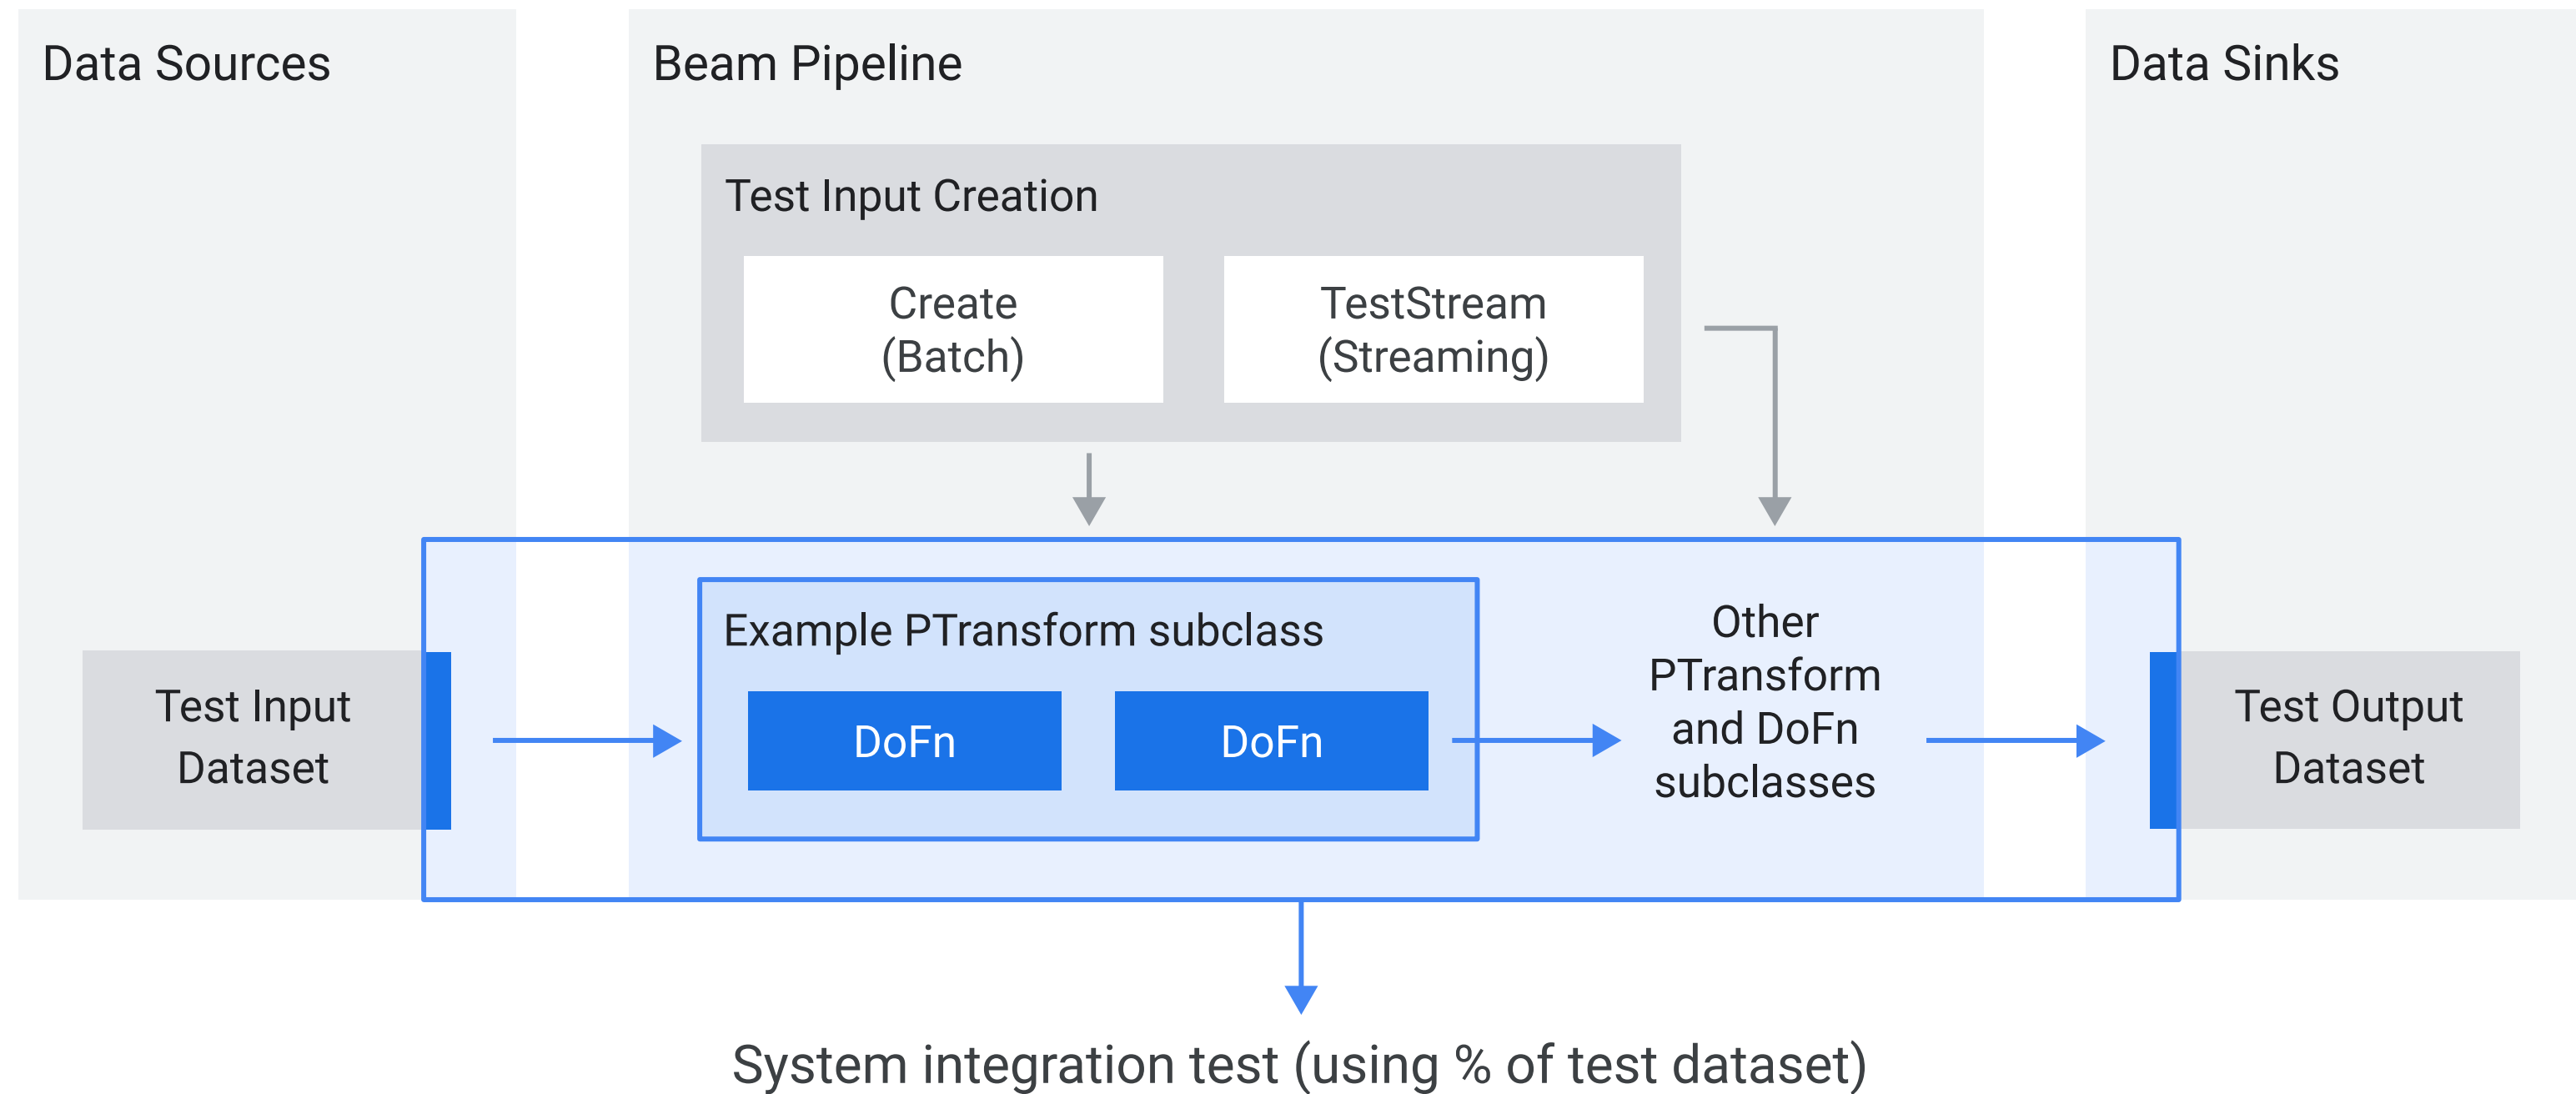 Data Sources
Beam Pipeline
Data Sinks
Test Input Creation
Create
(Batch)
TestStream
(Streaming)
Example PTransform subclass
DoFn
DoFn
Other
PTransform
and DoFn
subclasses
Test Input
Dataset
Test Output
Dataset
System integration test (using % of test dataset)